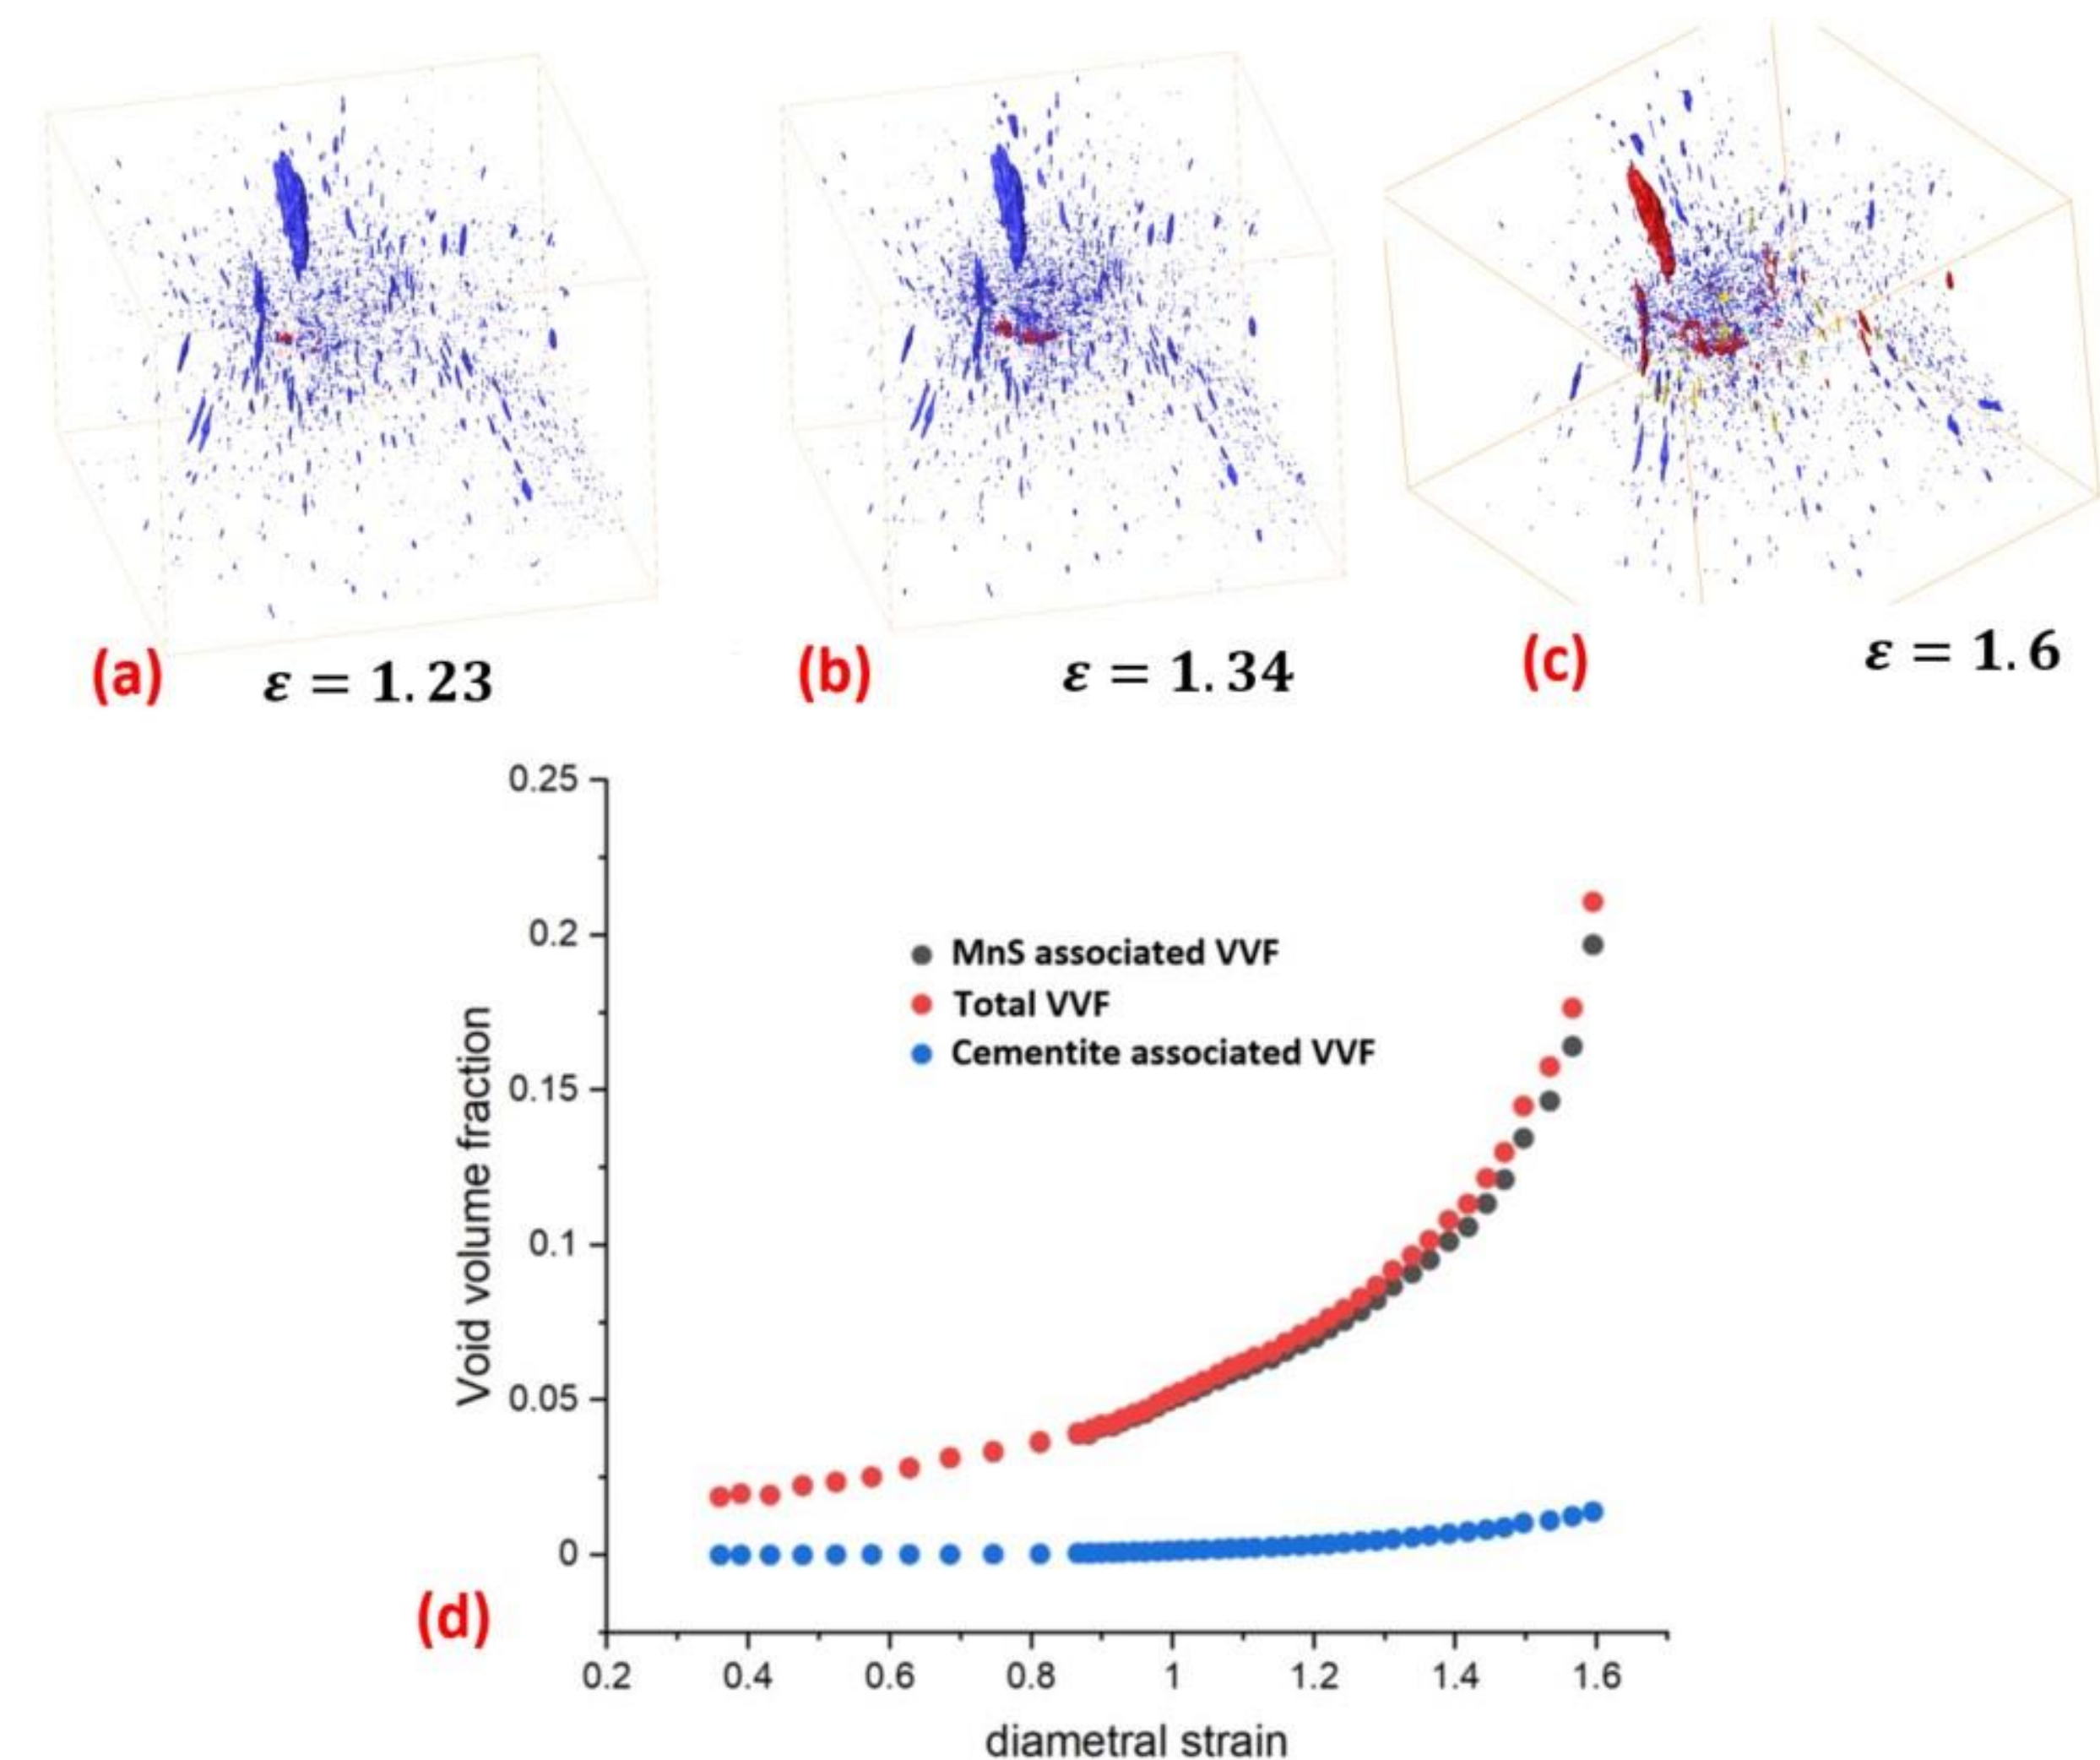 (a) ε = 1.23
(b) ε = 1.34
(c) ε = 1.6
0.25
0.2
0.15
0.1
0.05
0
Void volume fraction
MnS associated VVF
Total VVF
Cementite associated VVF
(d)
0.2 0.4 0.6 0.8 1 1.2 1.4 1.6
diametral strain